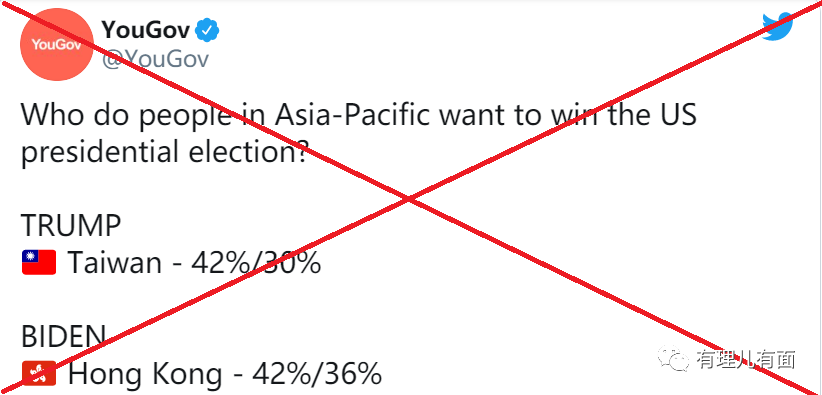 YouGov
YouGov
@YouGov
Who do people in Asia-Pacific want to win the US
presidential election?
TRUMP
🇹🇼 Taiwan - 42%/30%
BIDEN
🇭🇰 Hong Kong - 42%/36%
有理儿有面